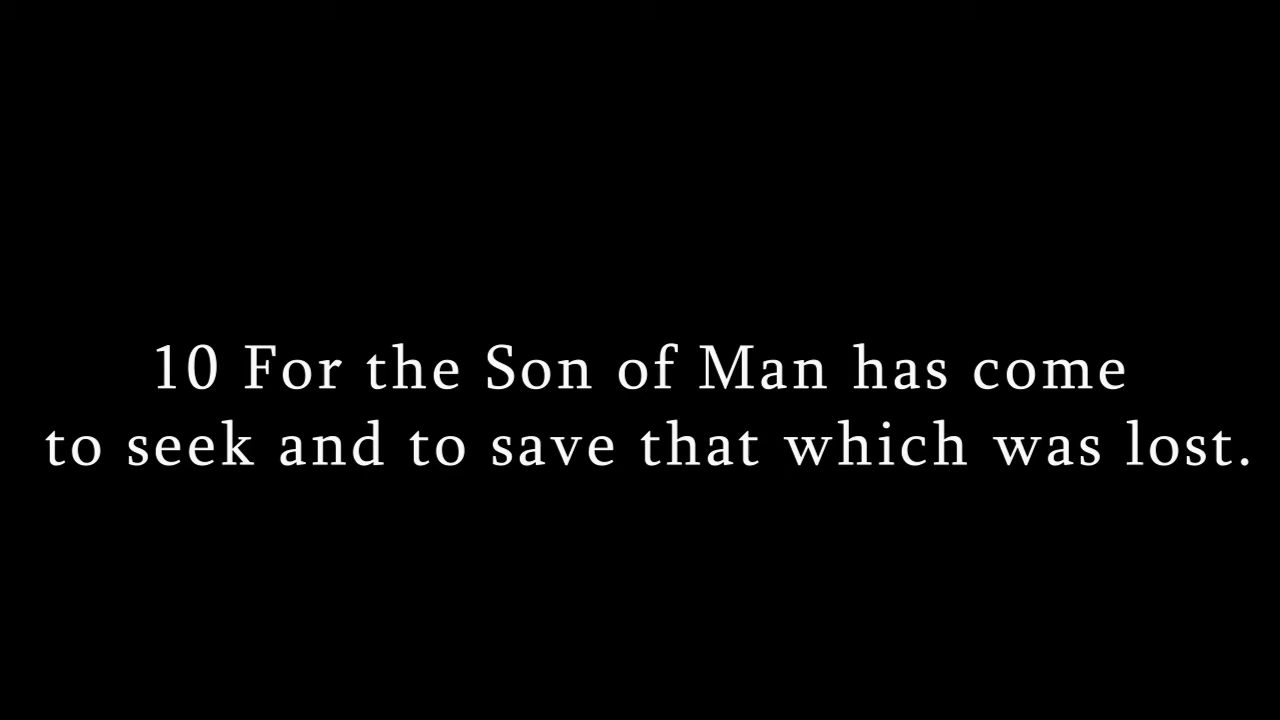 10 For the Son of Man has come
to seek and to save that which was lost.